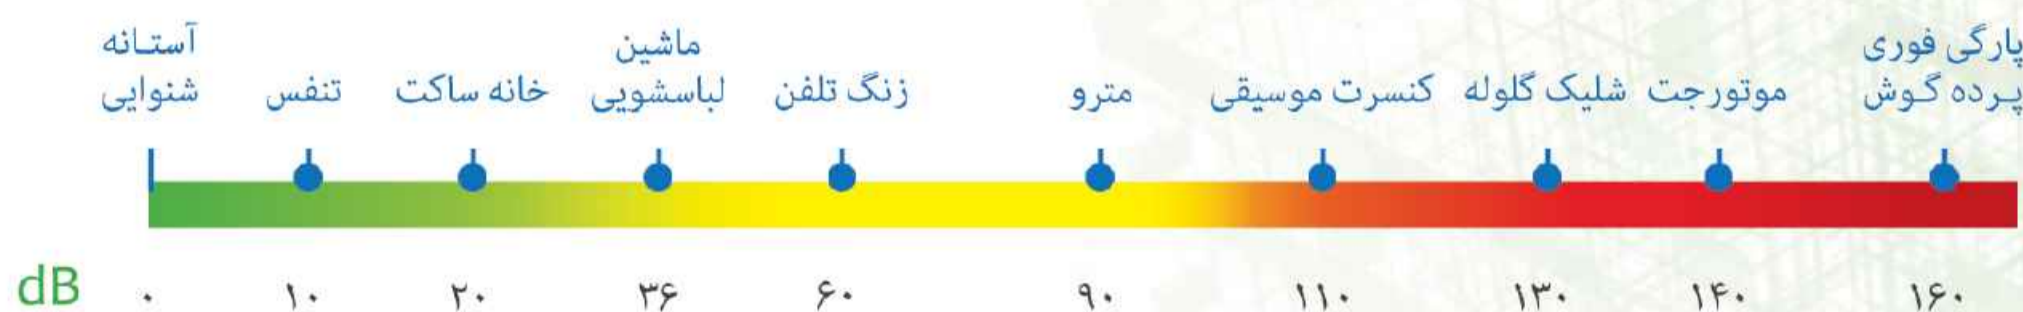 آستانه
شنوایی
تنفس
خانه ساکت
ماشین
لباسشویی
زنگ تلفن
مترو
کنسرت موسیقی
شلیک گلوله
موتورجت
پارگی فوری
پرده گوش
dB ۰ ۱۰ ۲۰ ۳۶ ۶۰ ۹۰ ۱۱۰ ۱۳۰ ۱۴۰ ۱۶۰